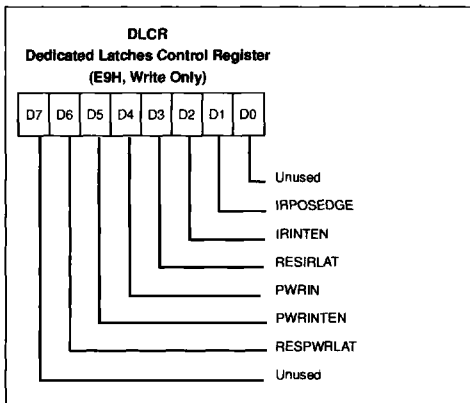 DLCR
Dedicated Latches Control Register
(E9H, Write Only)
D7 D6 D5 D4 D3 D2 D1 D0
Unused
IRPOSEDGE
IRINTEN
RESIRLAT
PWRIN
PWRINTEN
RESPWRLAT
Unused